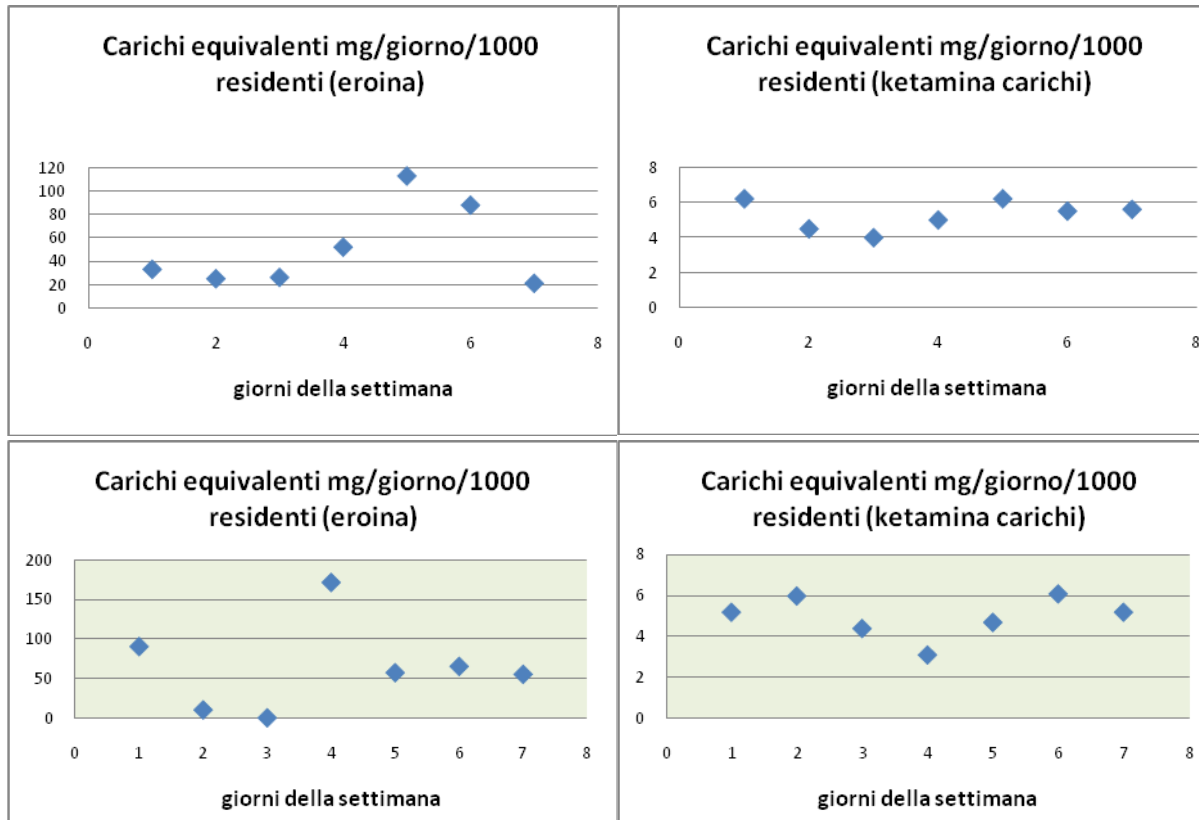 Carichi equivalenti mg/giorno/1000
residenti (eroina)
120
100
80
60
40
20
0
0 2 4 6 8
giorni della settimana
Carichi equivalenti mg/giorno/1000
residenti (ketamina carichi)
8
6
4
2
0
0 2 4 6 8
giorni della settimana
Carichi equivalenti mg/giorno/1000
residenti (eroina)
200
150
100
50
0
0 1 2 3 4 5 6 7 8
giorni della settimana
Carichi equivalenti mg/giorno/1000
residenti (ketamina carichi)
8
6
4
2
0
0 1 2 3 4 5 6 7 8
giorni della settimana